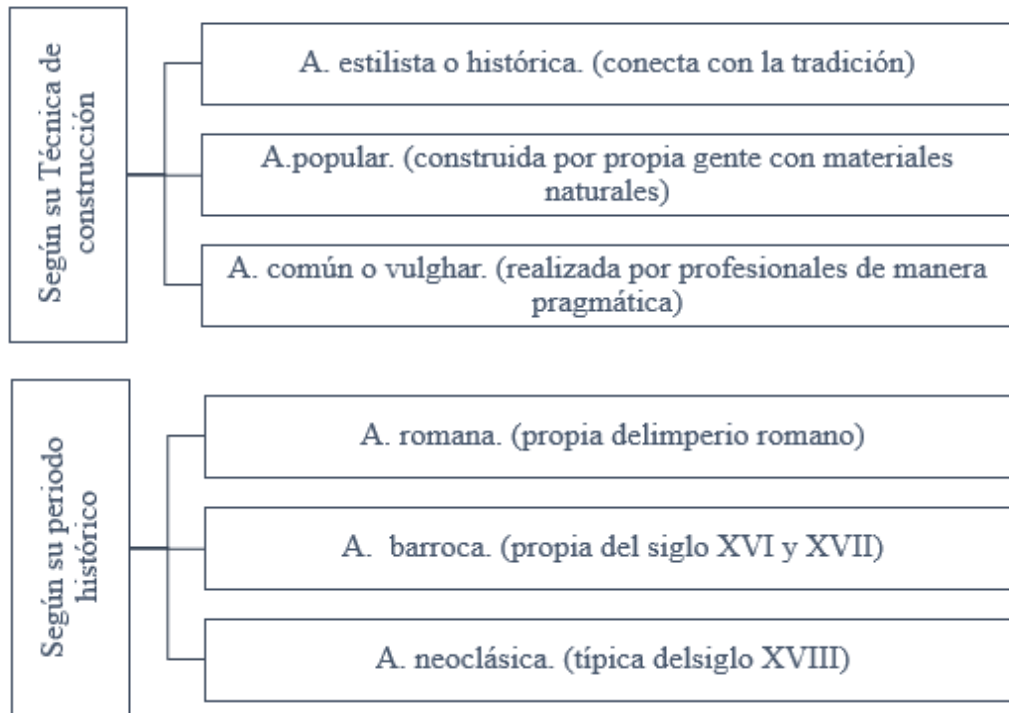 Según su Técnica de
construcción
A. estilista o histórica. (conecta con la tradición)
A.popular. (construida por propia gente con materiales
naturales)
A. común o vulghar. (realizada por profesionales de manera
pragmática)
Según su periodo
histórico
A. romana. (propia delimperio romano)
A. barroca. (propia del siglo XVI y XVII)
A. neoclásica. (típica delsiglo XVIII)